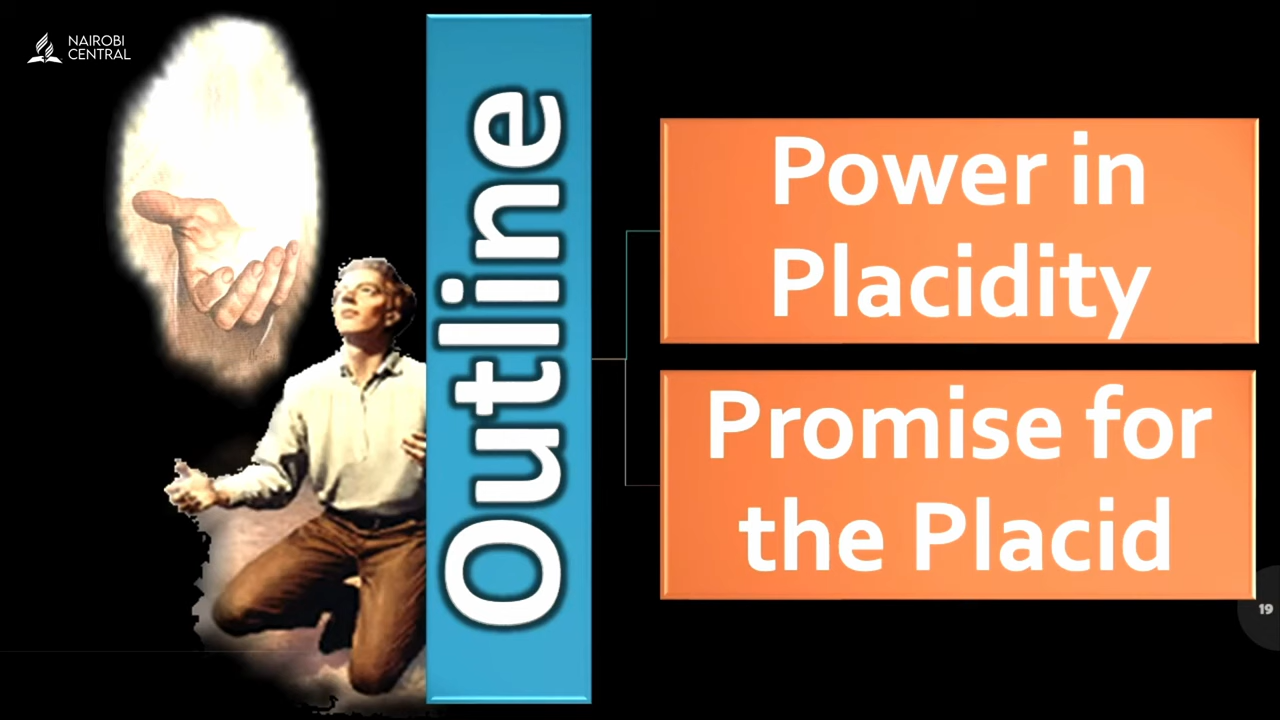 NAIROBI
CENTRAL
Outline
Power in
Placidity
Promise for
the Placid
19